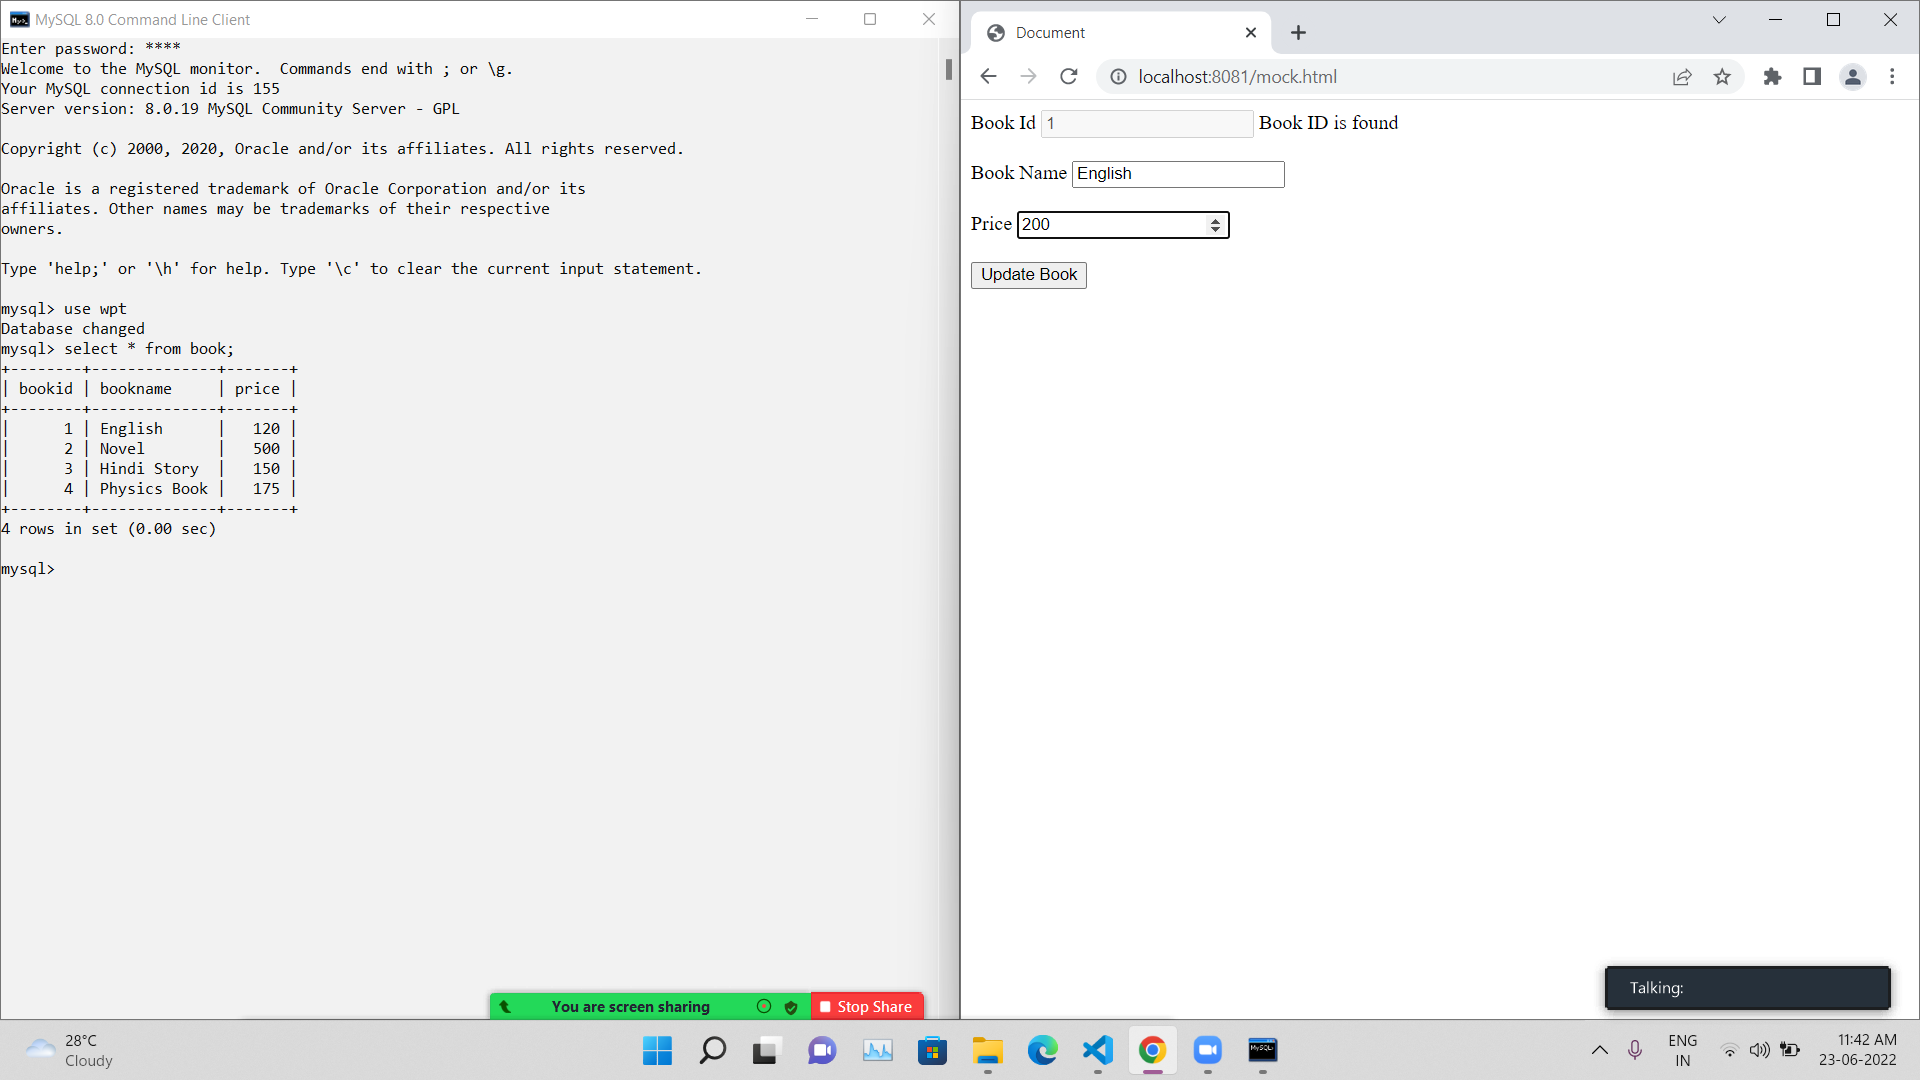 MySQL 8.0 Command Line Client
Enter password: ****
Welcome to the MySQL monitor.  Commands end with ; or \g.
Your MySQL connection id is 155
Server version: 8.0.19 MySQL Community Server - GPL
Copyright (c) 2000, 2020, Oracle and/or its affiliates. All rights reserved.
Oracle is a registered trademark of Oracle Corporation and/or its
affiliates. Other names may be trademarks of their respective
owners.
Type 'help;' or '\h' for help. Type '\c' to clear the current input statement.
mysql> use wpt
Database changed
mysql> select * from book;
+--------+--------------+-------+
| bookid | bookname     | price |
+--------+--------------+-------+
|      1 | English      |   120 |
|      2 | Novel        |   500 |
|      3 | Hindi Story  |   150 |
|      4 | Physics Book |   175 |
+--------+--------------+-------+
4 rows in set (0.00 sec)
mysql>
Document
localhost:8081/mock.html
Book Id 1 Book ID is found
Book Name English
Price 200
Update Book
Talking:
You are screen sharing
Stop Share
28°C
Cloudy
MySQL>
ENG
IN
11:42 AM
23-06-2022